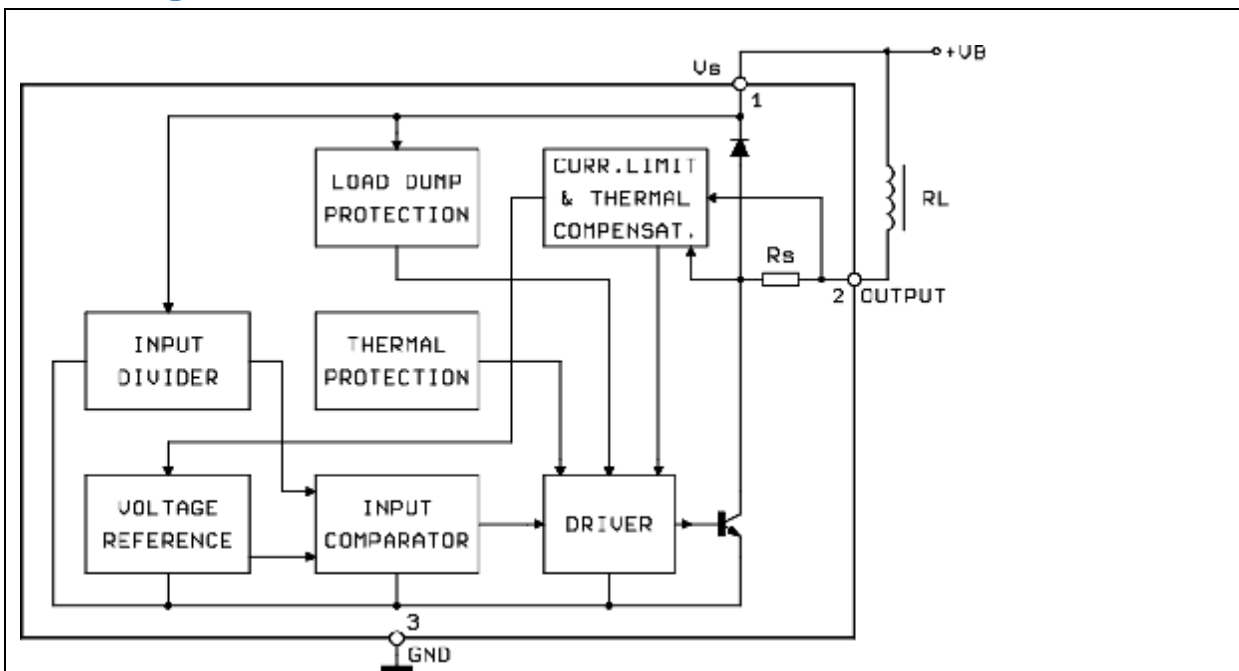 +VB
Vs
1
LOAD DUMP
PROTECTION
CURR.LIMIT
& THERMAL
COMPENSAT.
RL
Rs
2 OUTPUT
INPUT
DIVIDER
THERMAL
PROTECTION
VOLTAGE
REFERENCE
INPUT
COMPARATOR
DRIVER
3
GND